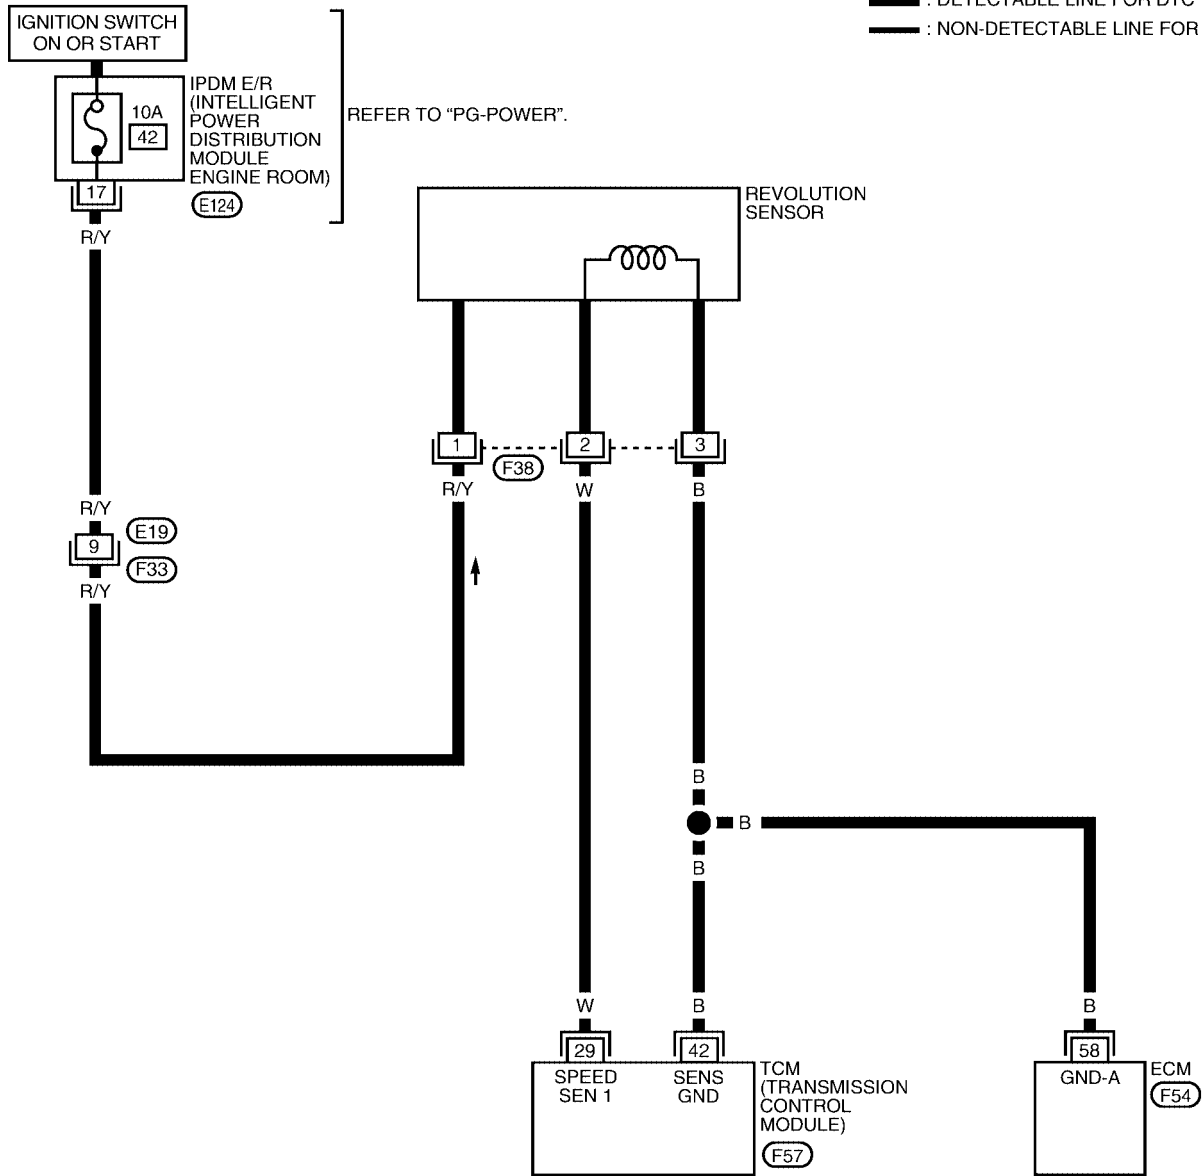 : DETECTABLE LINE FOR DTC
: NON-DETECTABLE LINE FOR
IGNITION SWITCH
ON OR START
10A
42
IPDM E/R
(INTELLIGENT
POWER
DISTRIBUTION
MODULE
ENGINE ROOM)
REFER TO “PG-POWER”.
17
E124
R/Y
REVOLUTION
SENSOR
1
2
3
F38
R/Y
W
B
R/Y
9
E19
F33
R/Y
B
B
B
W
B
B
29
42
58
SPEED
SEN 1
SENS
GND
TCM
(TRANSMISSION
CONTROL
MODULE)
F57
GND-A
ECM
F54